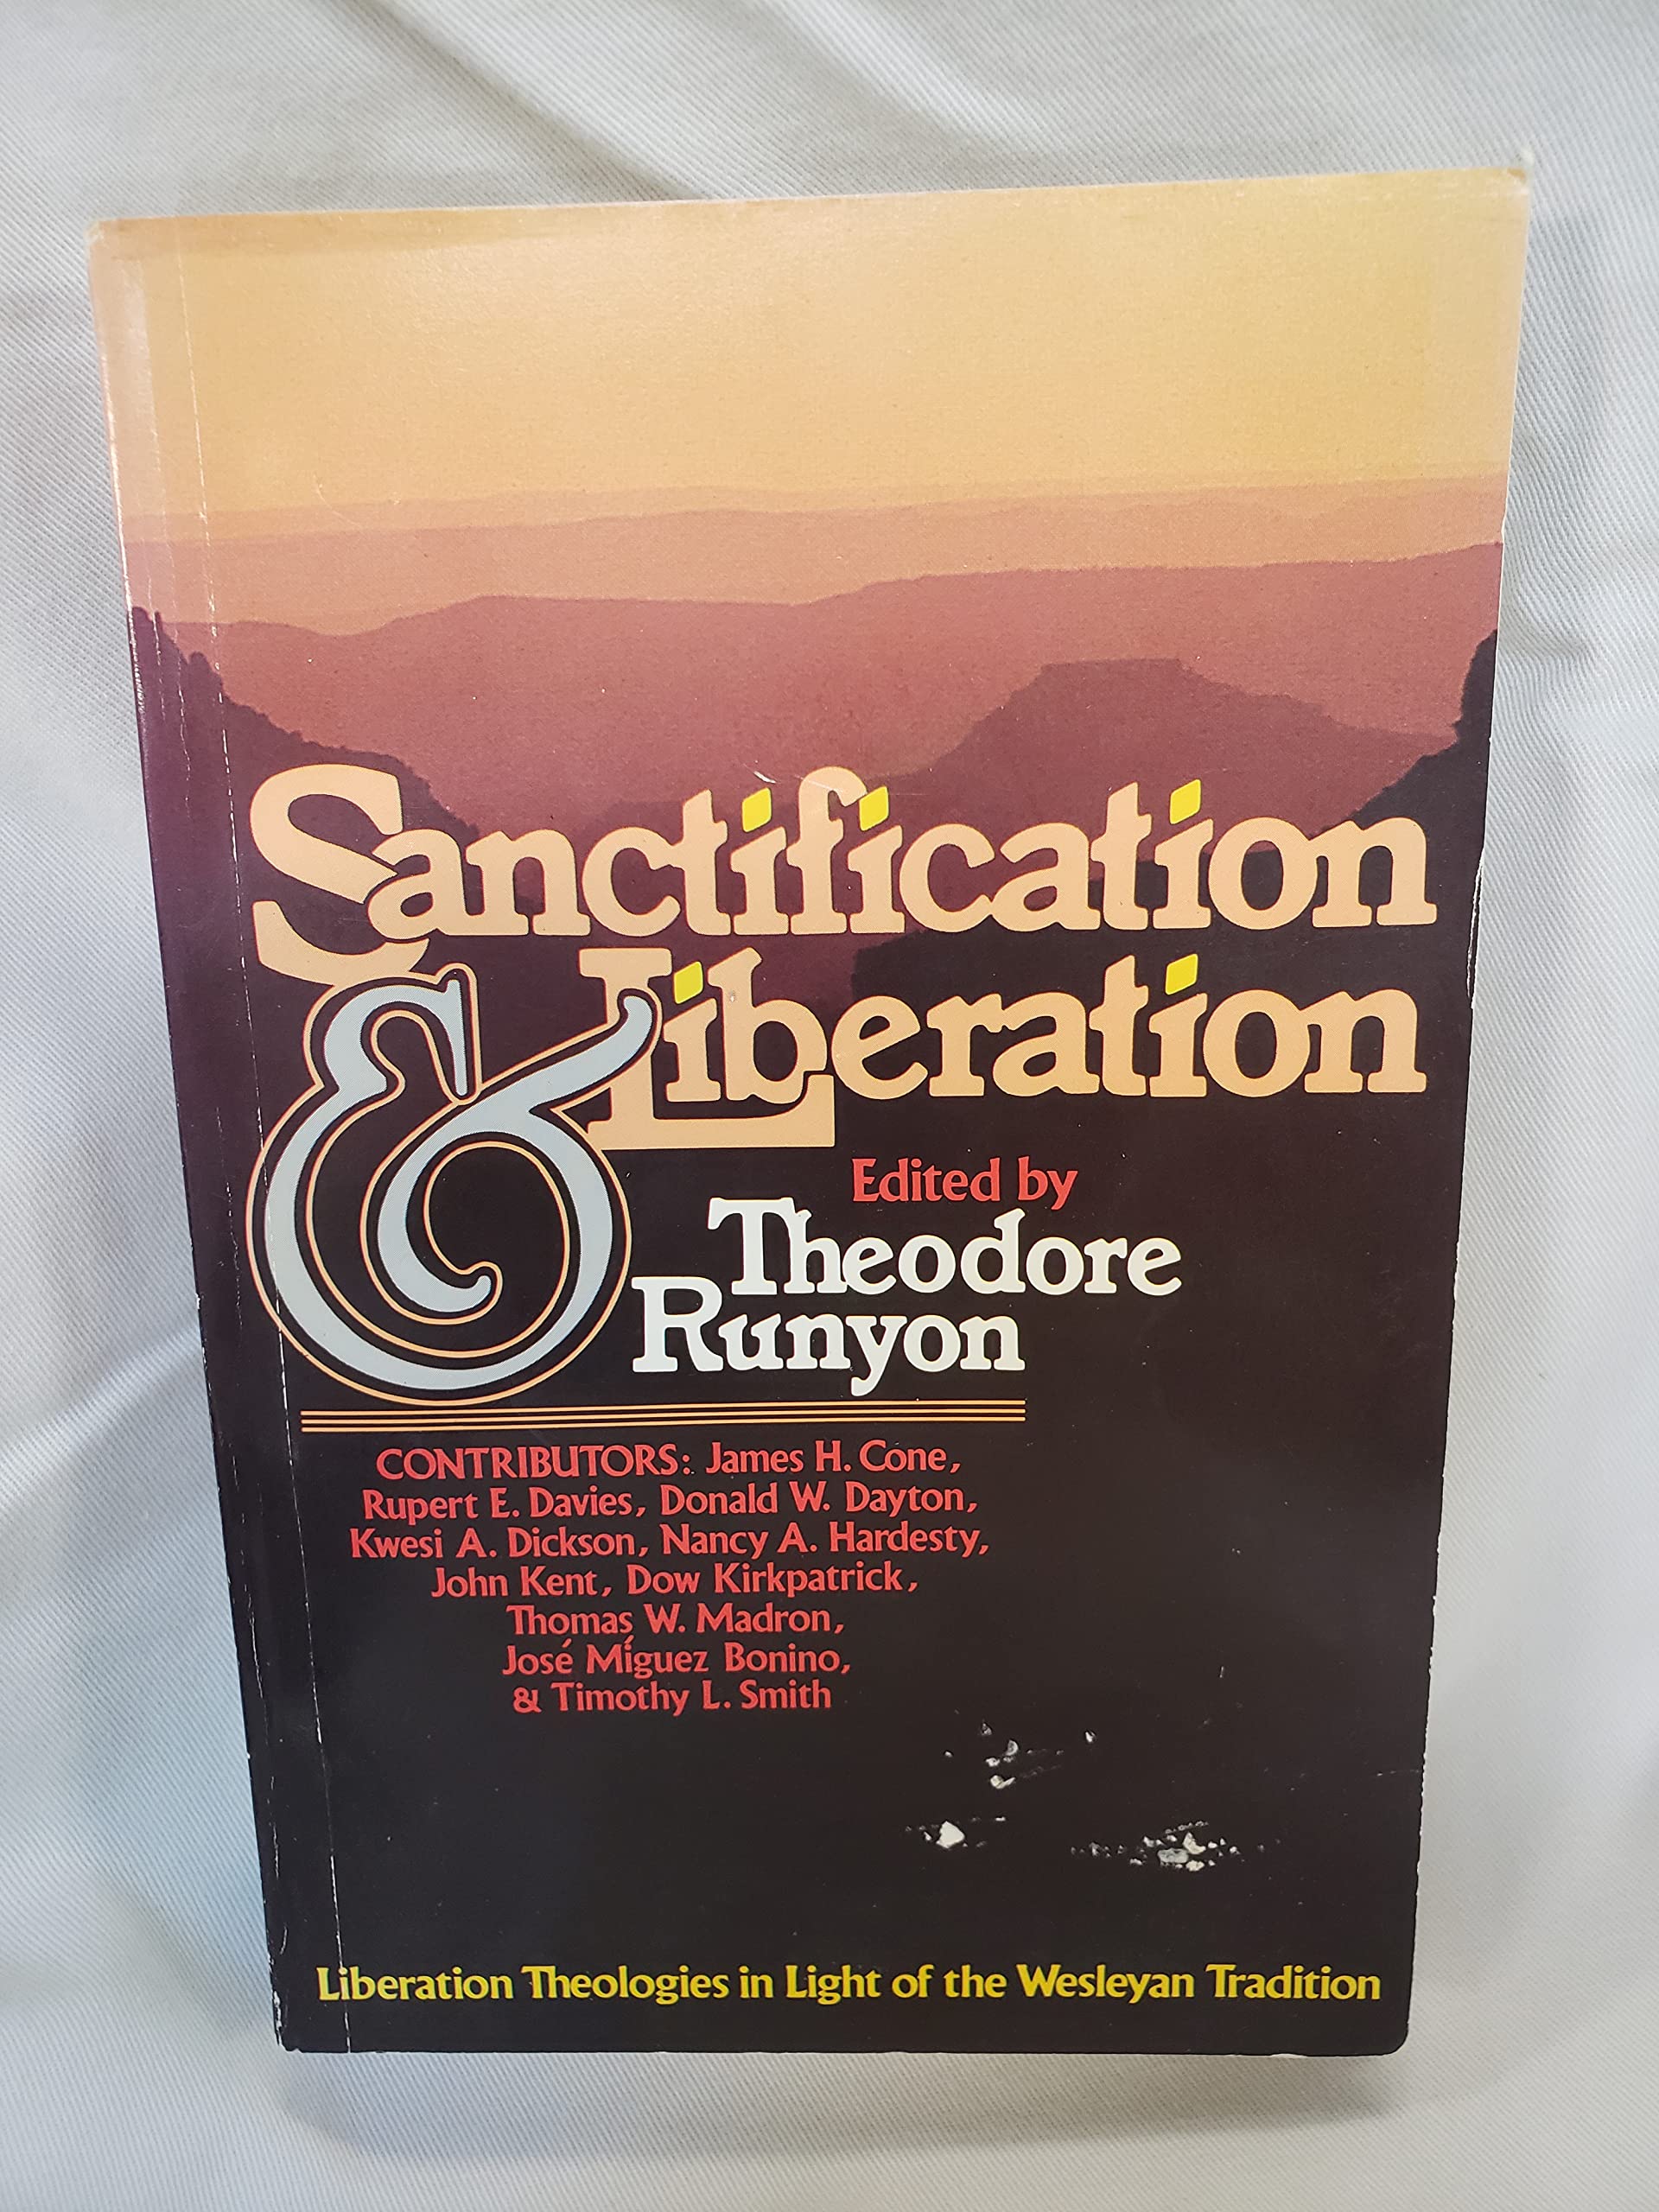 Sanctification
& Liberation
Edited by
Theodore
Runyon
CONTRIBUTORS: James H. Cone,
Rupert E. Davies, Donald W. Dayton,
Kwesi A. Dickson, Nancy A. Hardesty,
John Kent, Dow Kirkpatrick,
Thomas W. Madron,
José Míguez Bonino,
& Timothy L. Smith
Liberation Theologies in Light of the Wesleyan Tradition